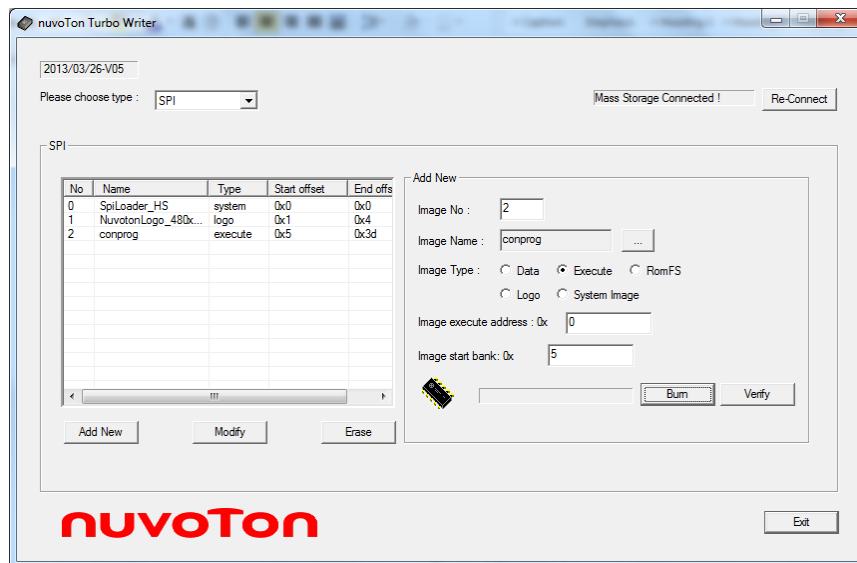 nuvoTon Turbo Writer
2013/03/26-V05
Please choose type : SPI
Mass Storage Connected ! Re-Connect
SPI
No Name Type Start offset End offs
0 SpiLoader_HS system 0x0 0x0
1 NuvotonLogo_480x... logo 0x1 0x4
2 conprog execute 0x5 0x3d
Add New Modify Erase
Add New
Image No : 2
Image Name : conprog ...
Image Type : Data Execute RomFS
Logo System Image
Image execute address : 0x 0
Image start bank: 0x 5
Burn Verify
nuvoTon
Exit